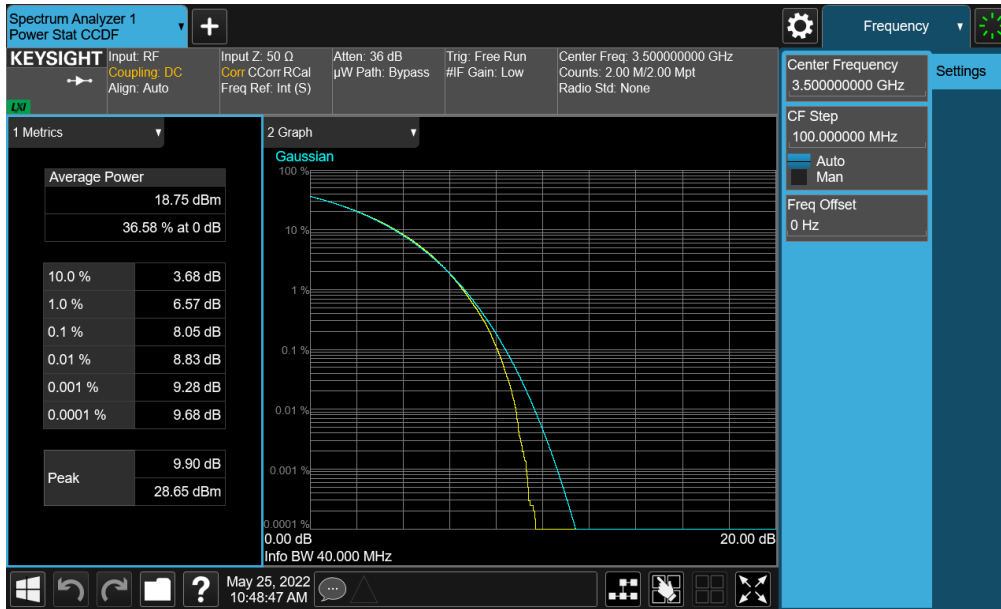 Spectrum Analyzer 1
Power Stat CCDF
+
Frequency
KEYSIGHT
LXI
Input: RF
Coupling: DC
Align: Auto
Input Z: 50 Ω
Corr CCorr RCal
Freq Ref: Int (S)
Atten: 36 dB
µW Path: Bypass
Trig: Free Run
#IF Gain: Low
Center Freq: 3.500000000 GHz
Counts: 2.00 M/2.00 Mpt
Radio Std: None
Center Frequency
3.500000000 GHz
Settings
CF Step
100.000000 MHz
Auto
Man
Freq Offset
0 Hz
1 Metrics
Average Power
18.75 dBm
36.58 % at 0 dB
10.0 % 3.68 dB
1.0 % 6.57 dB
0.1 % 8.05 dB
0.01 % 8.83 dB
0.001 % 9.28 dB
0.0001 % 9.68 dB
Peak
9.90 dB
28.65 dBm
2 Graph
Gaussian
100 %
10 %
1 %
0.1 %
0.01 %
0.001 %
0.0001 %
0.00 dB 20.00 dB
Info BW 40.000 MHz
?
May 25, 2022
10:48:47 AM